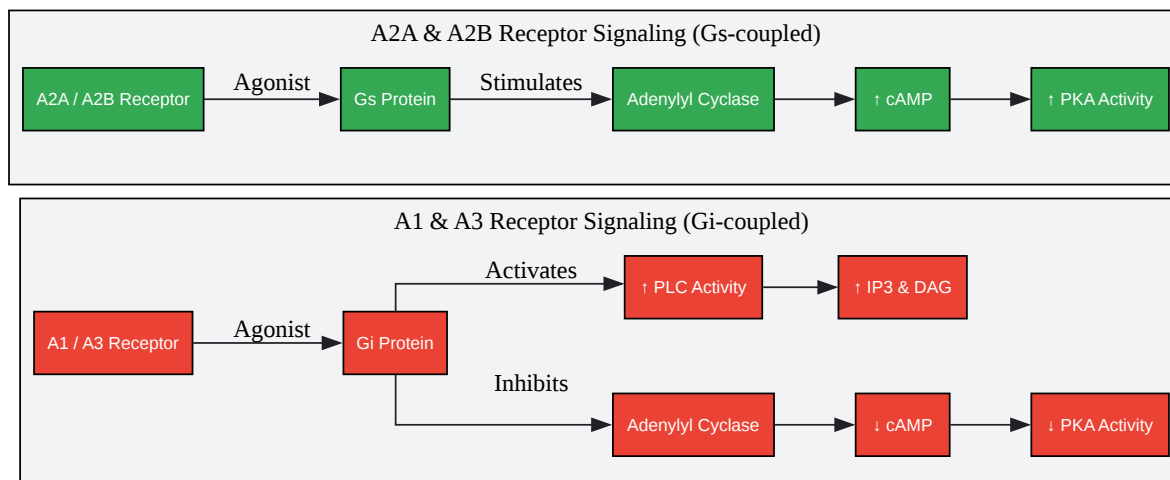 A2A & A2B Receptor Signaling (Gs-coupled)
A2A / A2B Receptor
Agonist
Gs Protein
Stimulates
Adenylyl Cyclase
↑ cAMP
↑ PKA Activity
A1 & A3 Receptor Signaling (Gi-coupled)
A1 / A3 Receptor
Agonist
Gi Protein
Activates
↑ PLC Activity
↑ IP3 & DAG
Inhibits
Adenylyl Cyclase
↓ cAMP
↓ PKA Activity